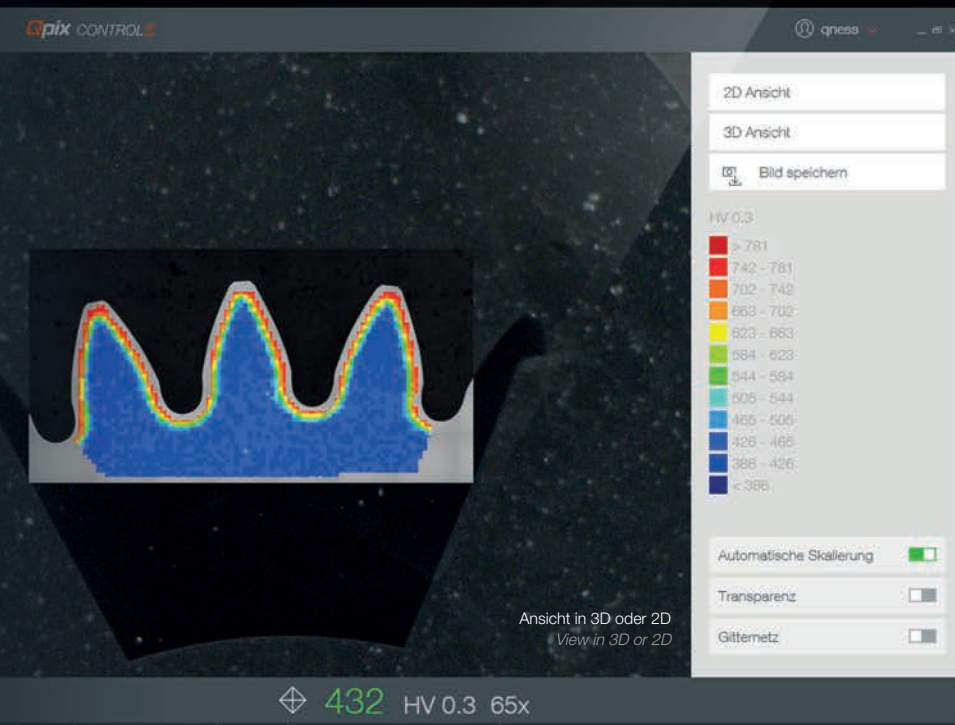 Qpix CONTROL2
qness
2D Ansicht
3D Ansicht
Bild speichern
HV 0.3
> 781
742 - 781
702 - 742
663 - 702
623 - 663
584 - 623
544 - 584
505 - 544
465 - 505
426 - 465
386 - 426
< 386
Automatische Skalierung
Transparenz
Gitternetz
Ansicht in 3D oder 2D
View in 3D or 2D
432 HV 0.3 65x